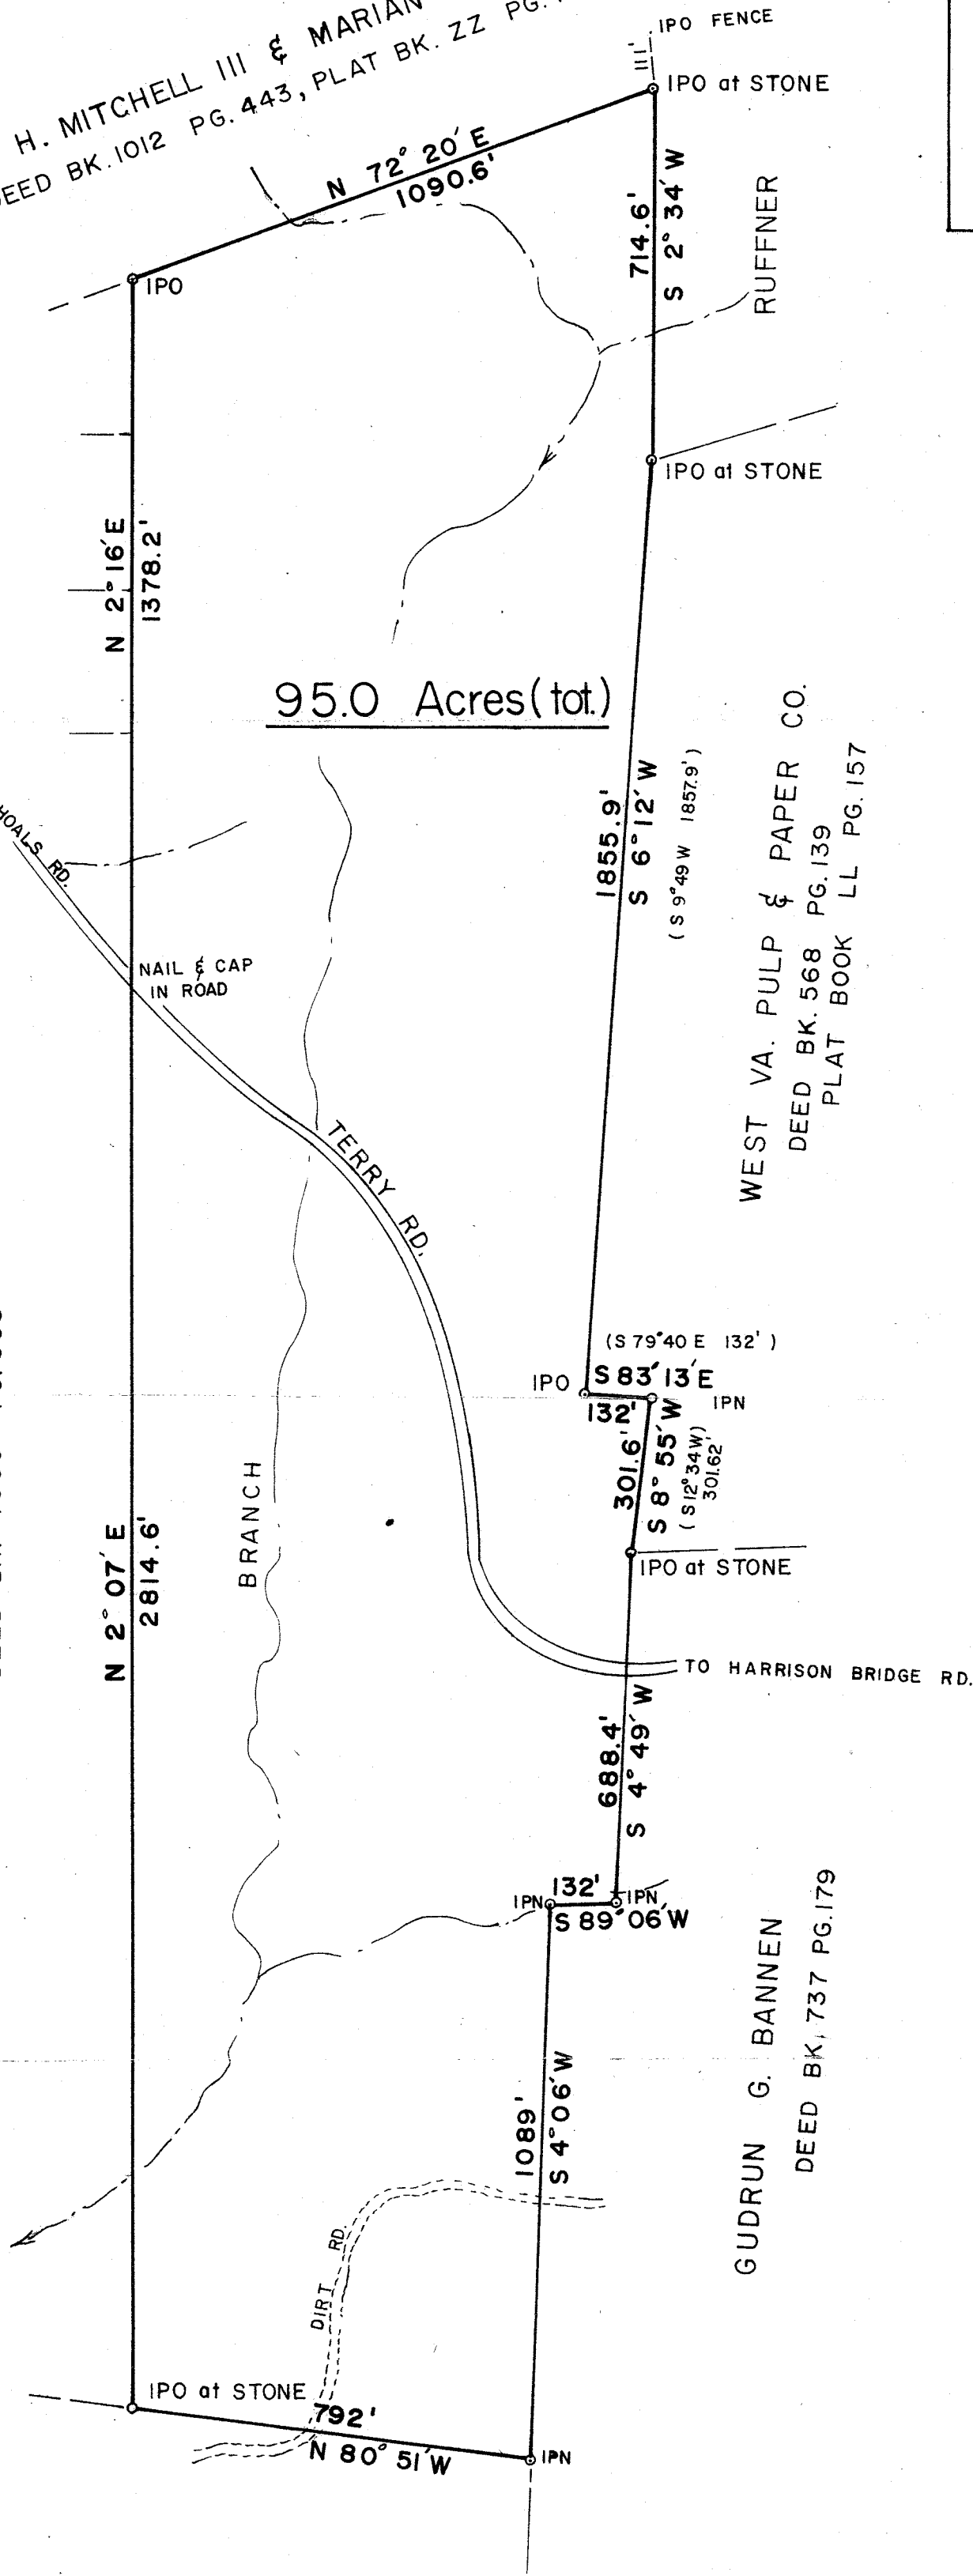 H. MITCHELL III & MARIAN
DEED BK. 1012 PG. 443, PLAT BK. ZZ PG.
IPO FENCE
111'
IPO at STONE
N 72° 20' E
1090.6'
IPO
714.6'
S 2° 34' W
RUFFNER
IPO at STONE
N 2° 16' E
1378.2'
95.0 Acres (tot.)
1855.9'
S 6° 12' W
(S 9° 49 W 1857.9')
WEST VA. PULP & PAPER CO.
DEED BK. 568 PG. 139
PLAT BOOK LL PG. 157
HOALS RD.
NAIL & CAP
IN ROAD
TERRY RD.
(S 79° 40 E 132')
IPO
S 83° 13' E
132'
IPN
301.6'
S 8° 55' W
(S 12° 34 W)
301.62'
IPO at STONE
BRANCH
N 2° 07' E
2814.6'
TO HARRISON BRIDGE RD.
688.4'
S 4° 49' W
132'
IPN
IPN
S 89° 06' W
1089'
S 4° 06' W
GUDRUN G. BANNEN
DEED BK. 737 PG. 179
DIRT RD.
IPO at STONE
792'
N 80° 51' W
IPN